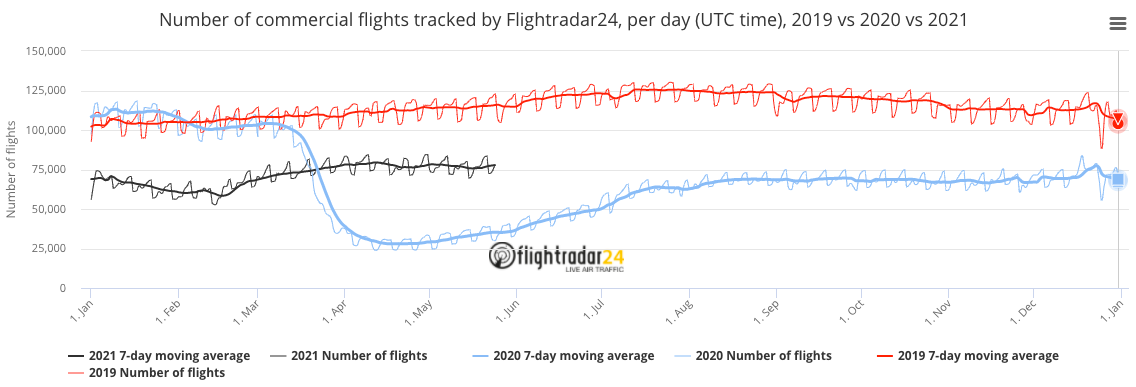 Number of commercial flights tracked by Flightradar24, per day (UTC time), 2019 vs 2020 vs 2021
Number of flights
150,000
125,000
100,000
75,000
50,000
25,000
0
flightradar24
LIVE AIR TRAFFIC
1. Jan
1. Feb
1. Mar
1. Apr
1. May
1. Jun
1. Jul
1. Aug
1. Sep
1. Oct
1. Nov
1. Dec
1. Jan
2021 7-day moving average 2021 Number of flights 2020 7-day moving average 2020 Number of flights 2019 7-day moving average
2019 Number of flights